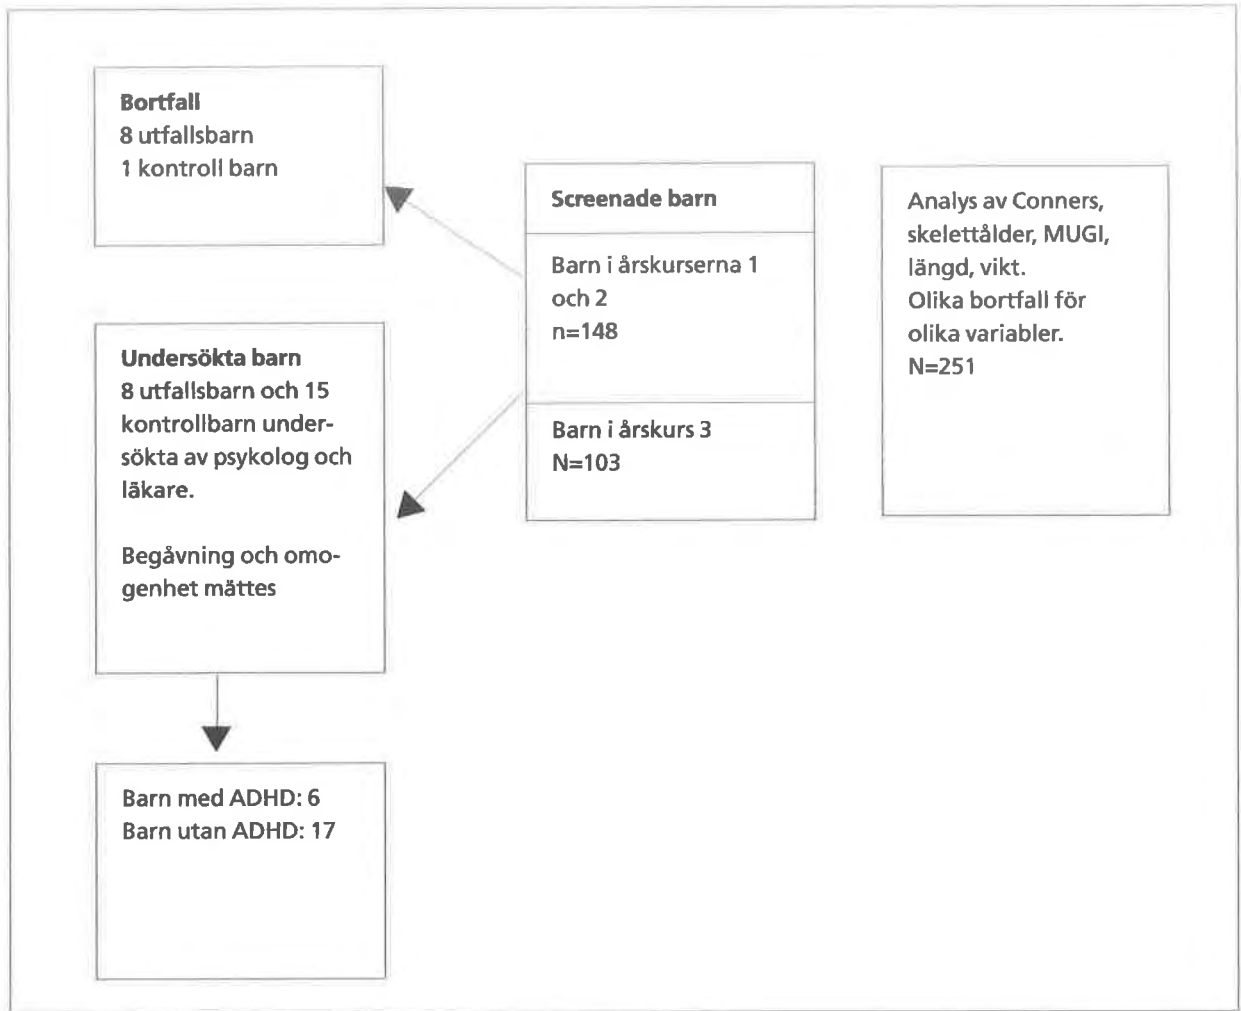 Bortfall
8 utfallsbarn
1 kontroll barn
Undersökta barn
8 utfallsbarn och 15
kontrollbarn under-
sökta av psykolog och
läkare.
Begåvning och omo-
genhet mättes
Barn med ADHD: 6
Barn utan ADHD: 17
Screenade barn
Barn i årskurserna 1
och 2
n=148
Barn i årskurs 3
N=103
Analys av Conners,
skelettålder, MUGI,
längd, vikt.
Olika bortfall för
olika variabler.
N=251